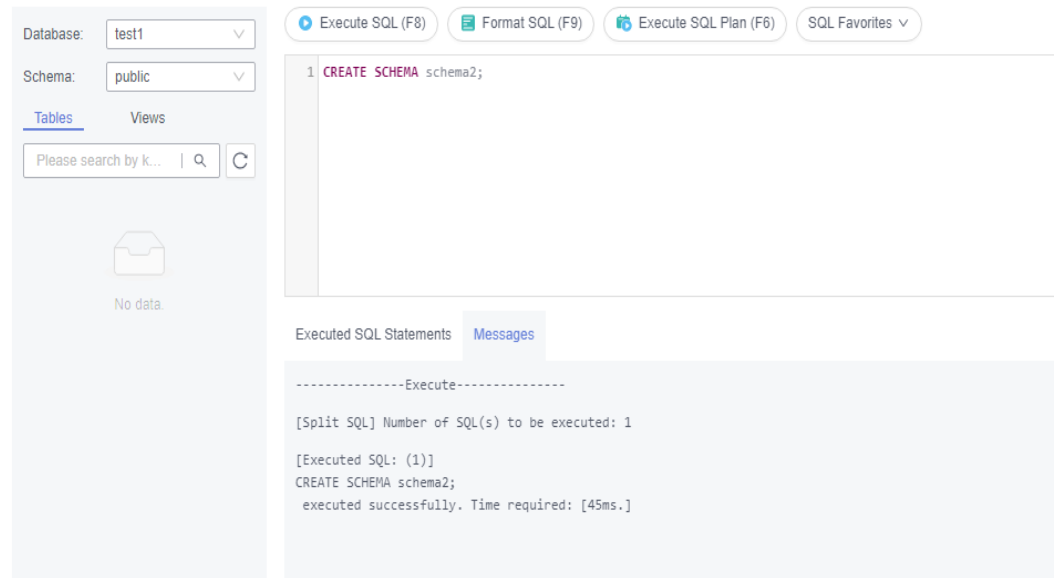 Database: test1
Schema: public
Tables Views
Please search by k...
No data.
Execute SQL (F8) Format SQL (F9) Execute SQL Plan (F6) SQL Favorites
1 CREATE SCHEMA schema2;
Executed SQL Statements Messages
---------------Execute---------------
[Split SQL] Number of SQL(s) to be executed: 1
[Executed SQL: (1)]
CREATE SCHEMA schema2;
executed successfully. Time required: [45ms.]